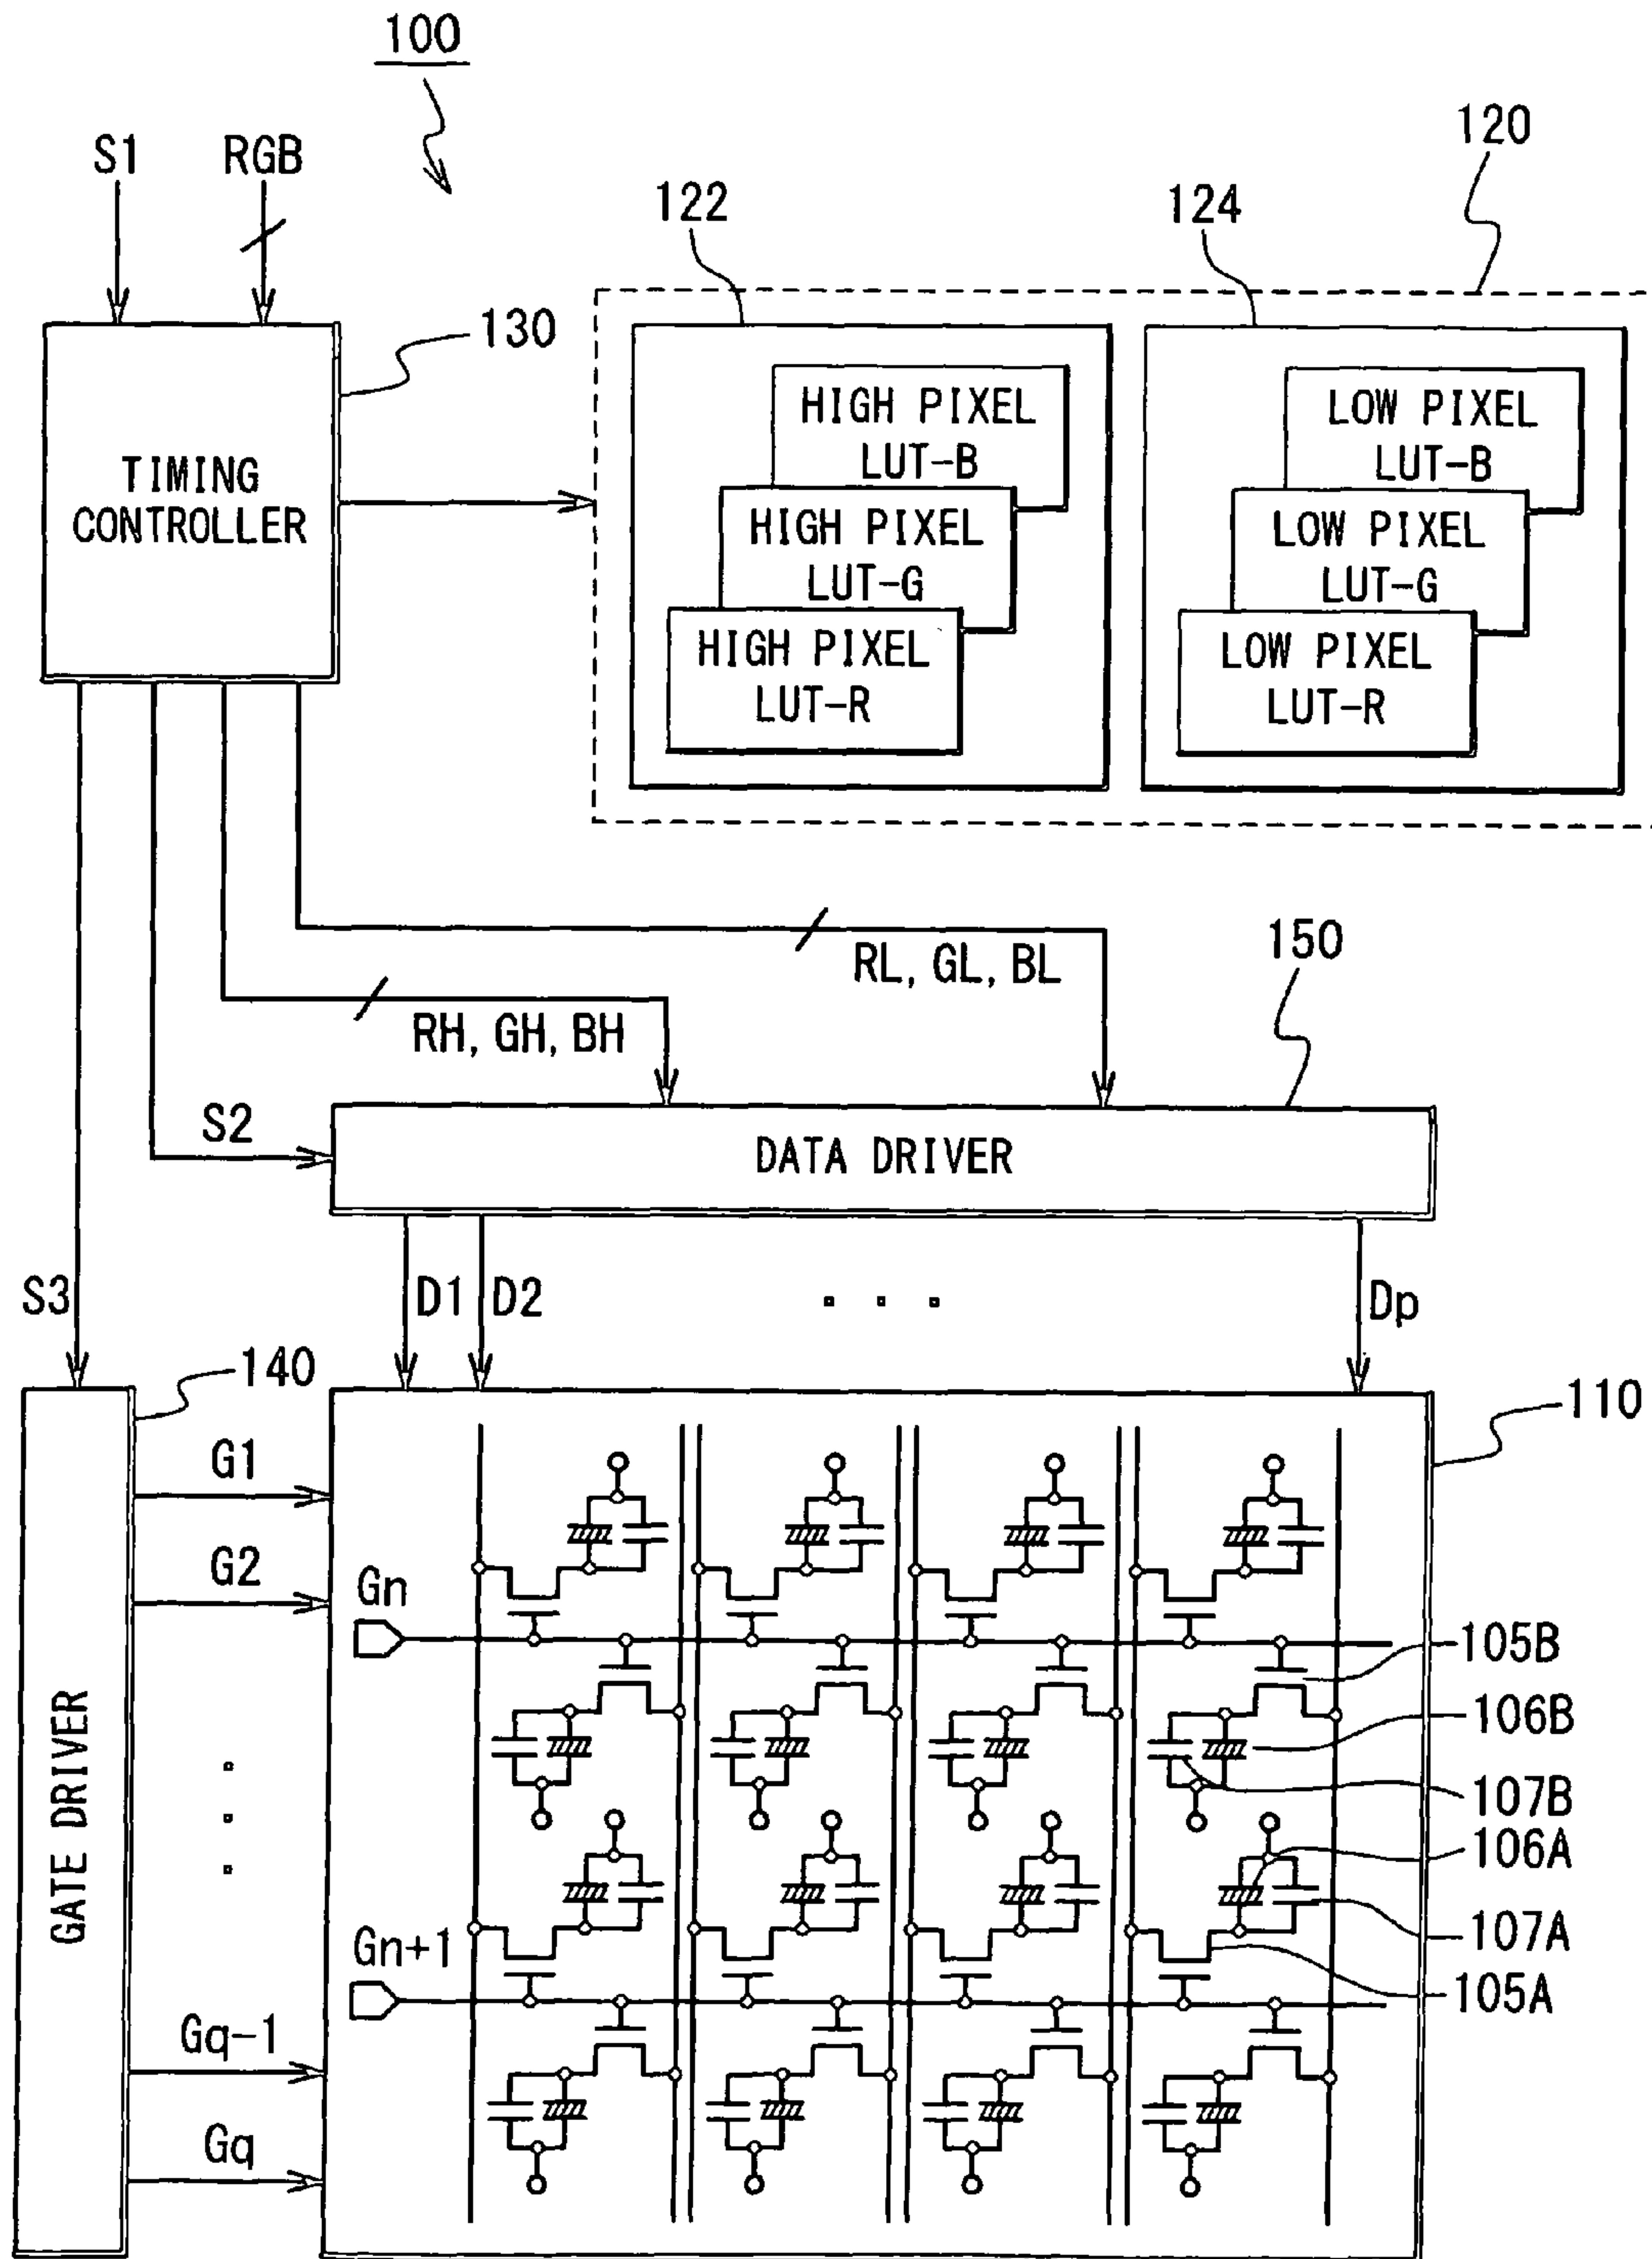 100
S1
RGB
120
122
124
130
TIMING
CONTROLLER
HIGH PIXEL
LUT-B
HIGH PIXEL
LUT-G
HIGH PIXEL
LUT-R
LOW PIXEL
LUT-B
LOW PIXEL
LUT-G
LOW PIXEL
LUT-R
RL, GL, BL
150
RH, GH, BH
S2
DATA DRIVER
S3
D1
D2
. . .
Dp
140
110
G1
G2
Gn
105B
106B
107B
106A
107A
105A
GATE DRIVER
Gn+1
Gq-1
Gq